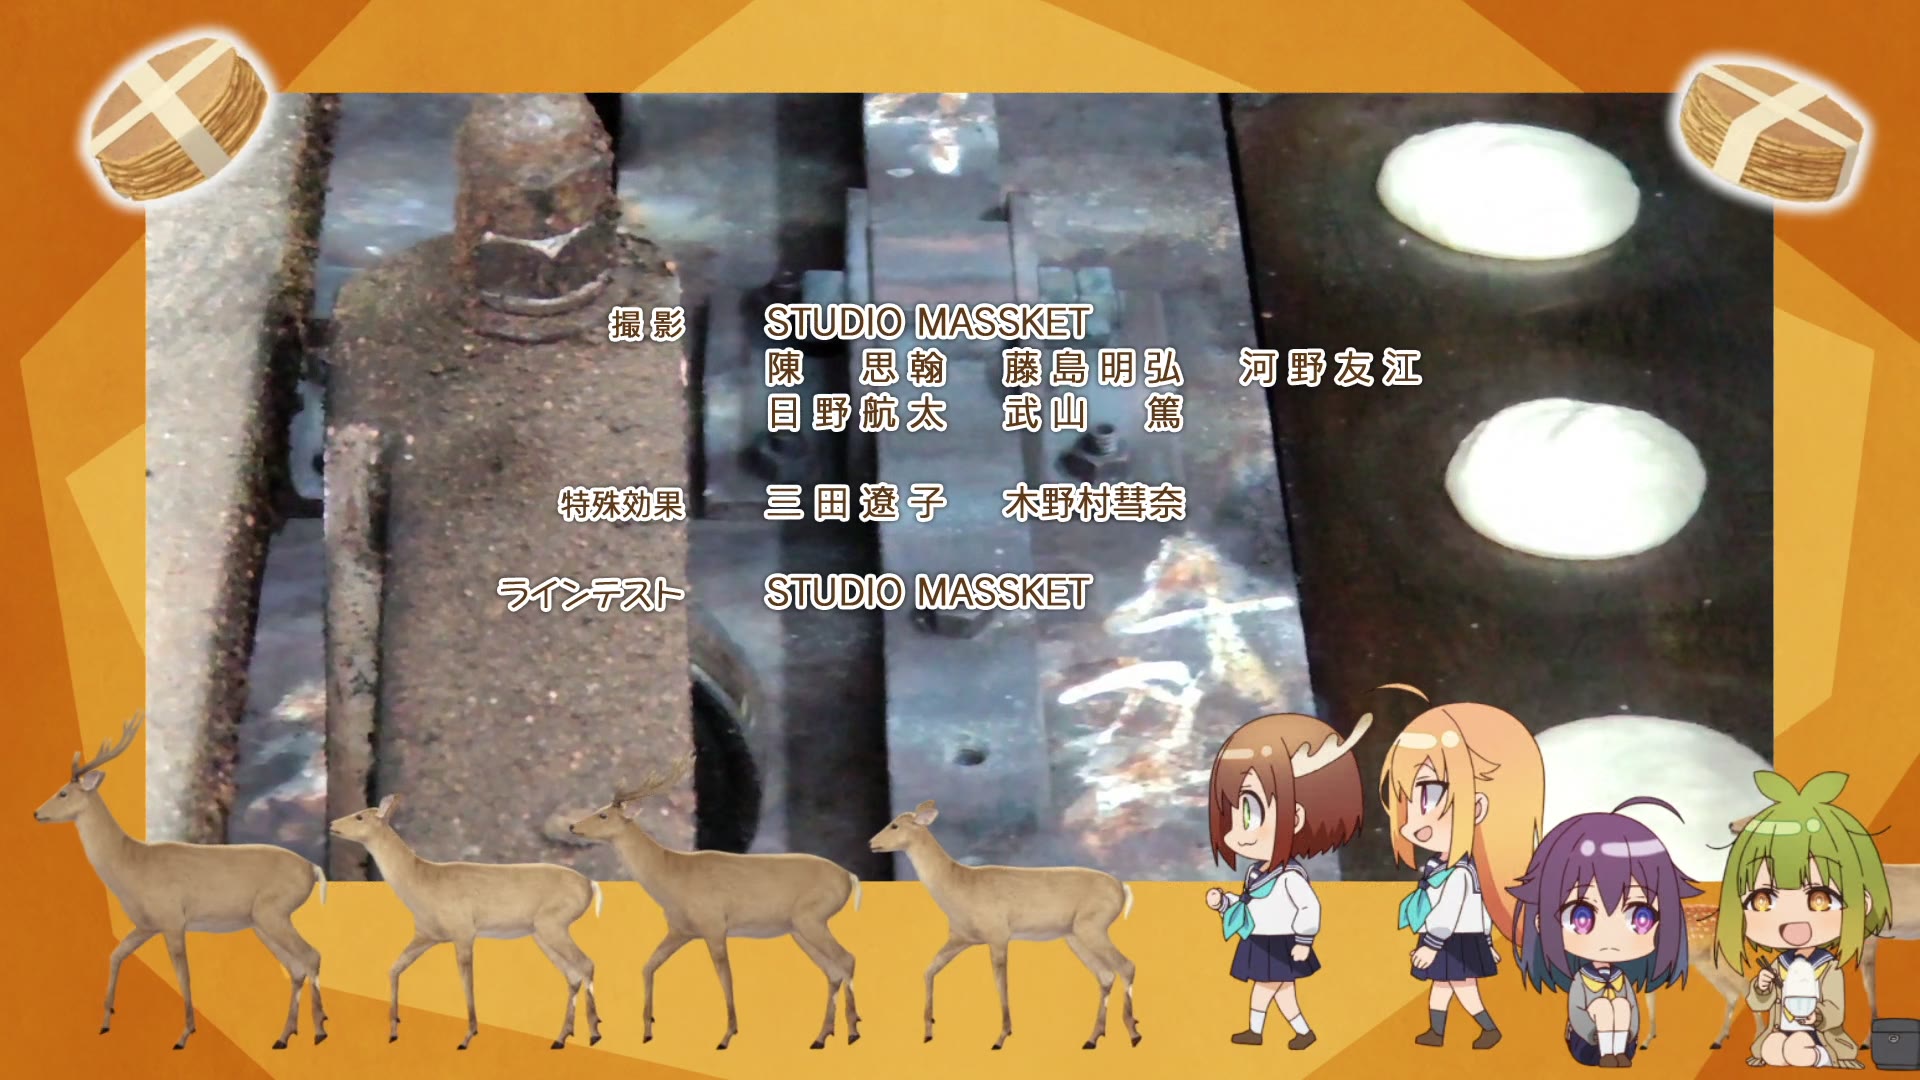 撮影 STUDIO MASSKET
陳 思翰 藤島明弘 河野友江
日野航太 武山 篤
特殊効果 三田遼子 木野村彗奈
ラインテスト STUDIO MASSKET